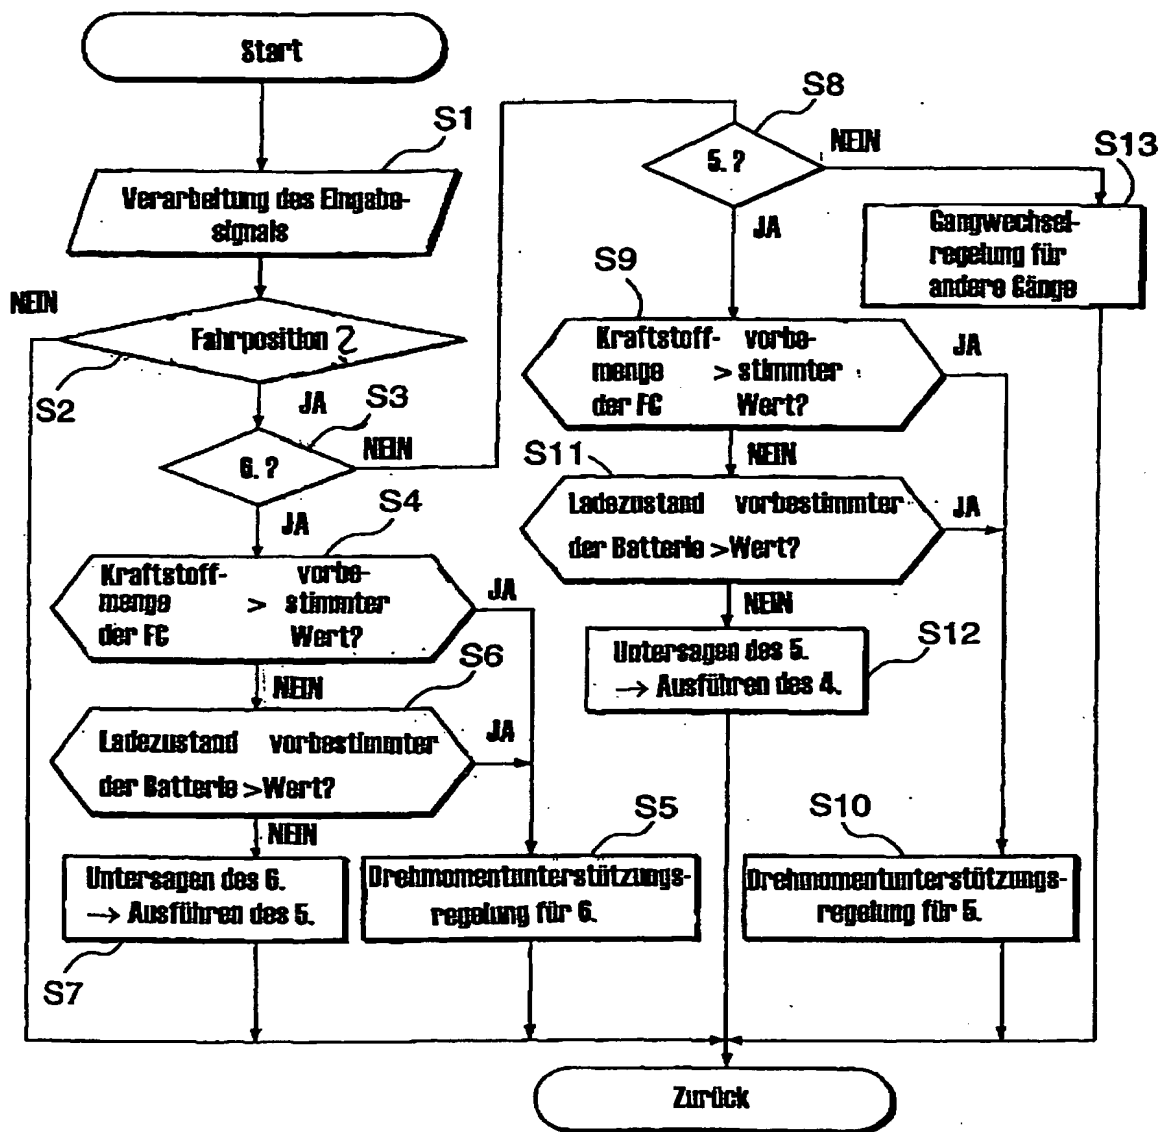 Start
S1
Verarbeitung des Eingabe-
signals
NEIN
Fahrposition ?
S2
JA
S3
6. ?
NEIN
JA
S4
Kraftstoff- vorbe-
menge > stimmter
der FC Wert?
JA
NEIN
S6
Ladezustand vorbestimmter
der Batterie > Wert?
JA
NEIN
S7
Untersagen des 6.
→ Ausführen des 5.
S5
Drehmomentunterstützungs-
regelung für 6.
S8
5. ?
NEIN
S13
Gangwechsel-
regelung für
andere Gänge
JA
S9
Kraftstoff- vorbe-
menge > stimmter
der FC Wert?
JA
NEIN
S11
Ladezustand vorbestimmter
der Batterie > Wert?
JA
NEIN
S12
Untersagen des 5.
→ Ausführen des 4.
S10
Drehmomentunterstützungs-
regelung für 5.
Zurück